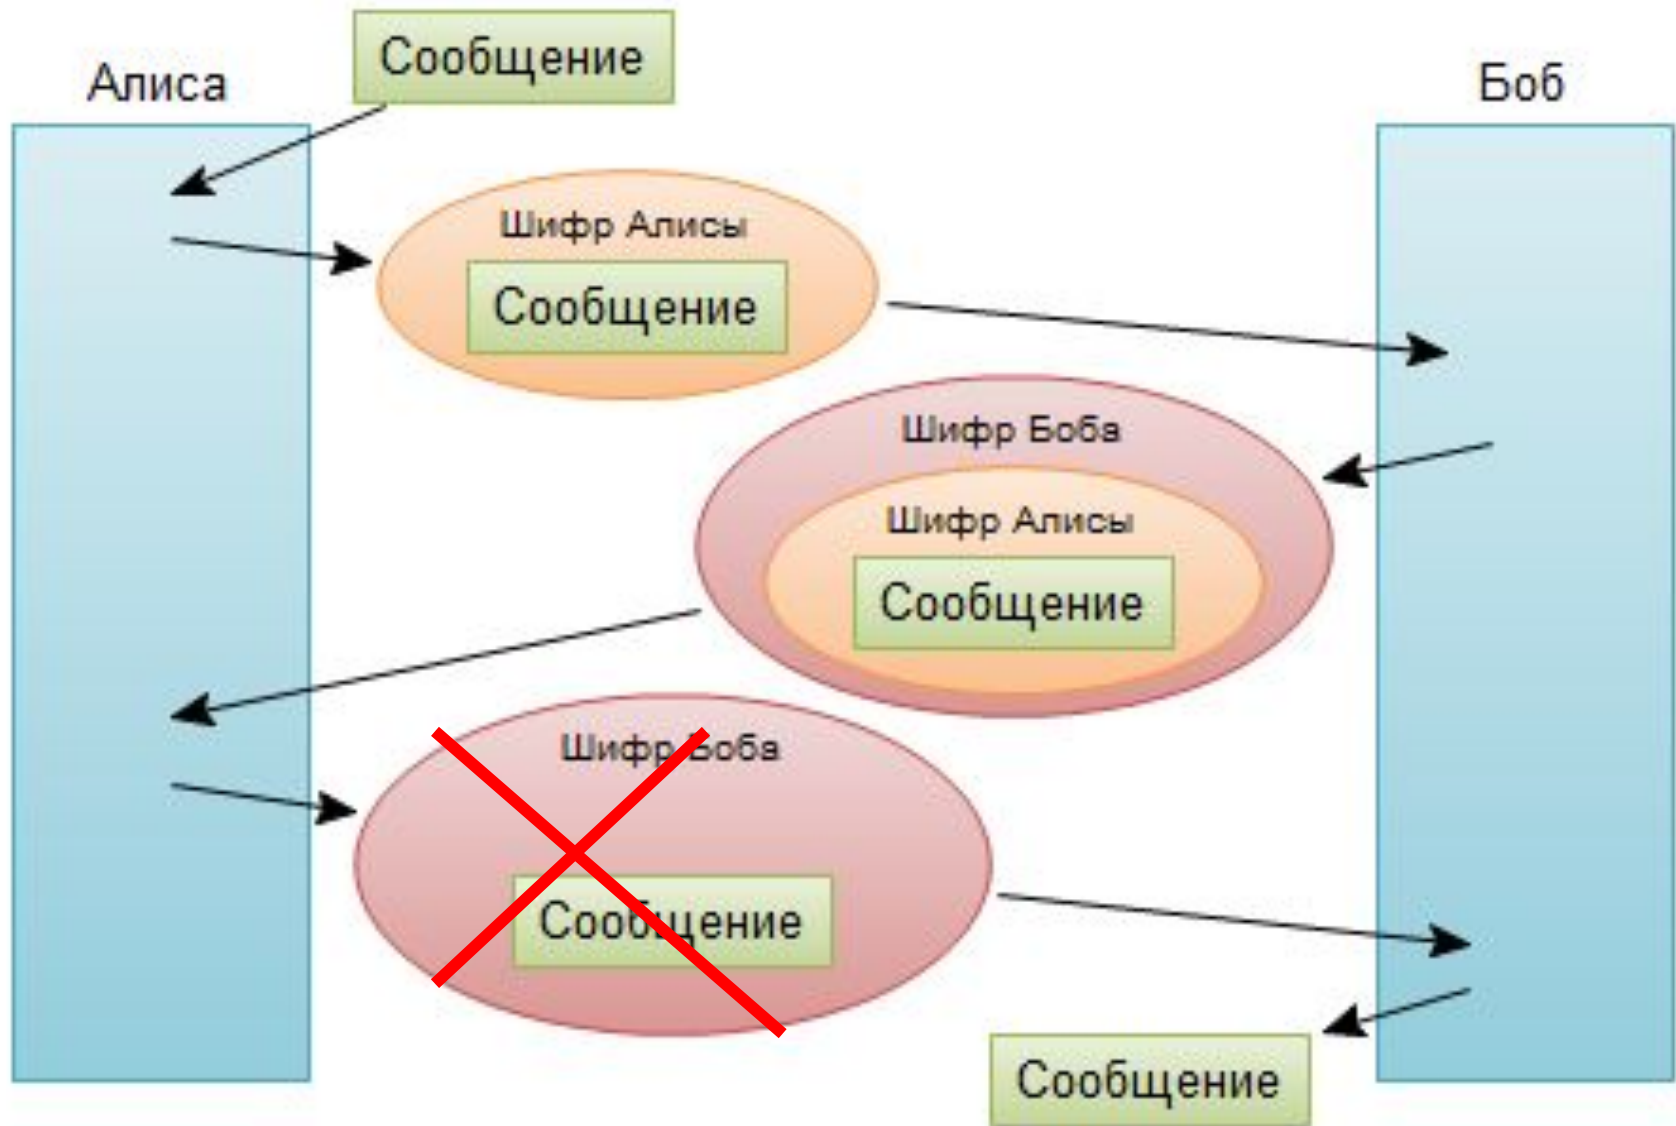 Сообщение
Алиса
Боб
Шифр Алисы
Сообщение
Шифр Боба
Шифр Алисы
Сообщение
Шифр Боба
Сообщение
Сообщение